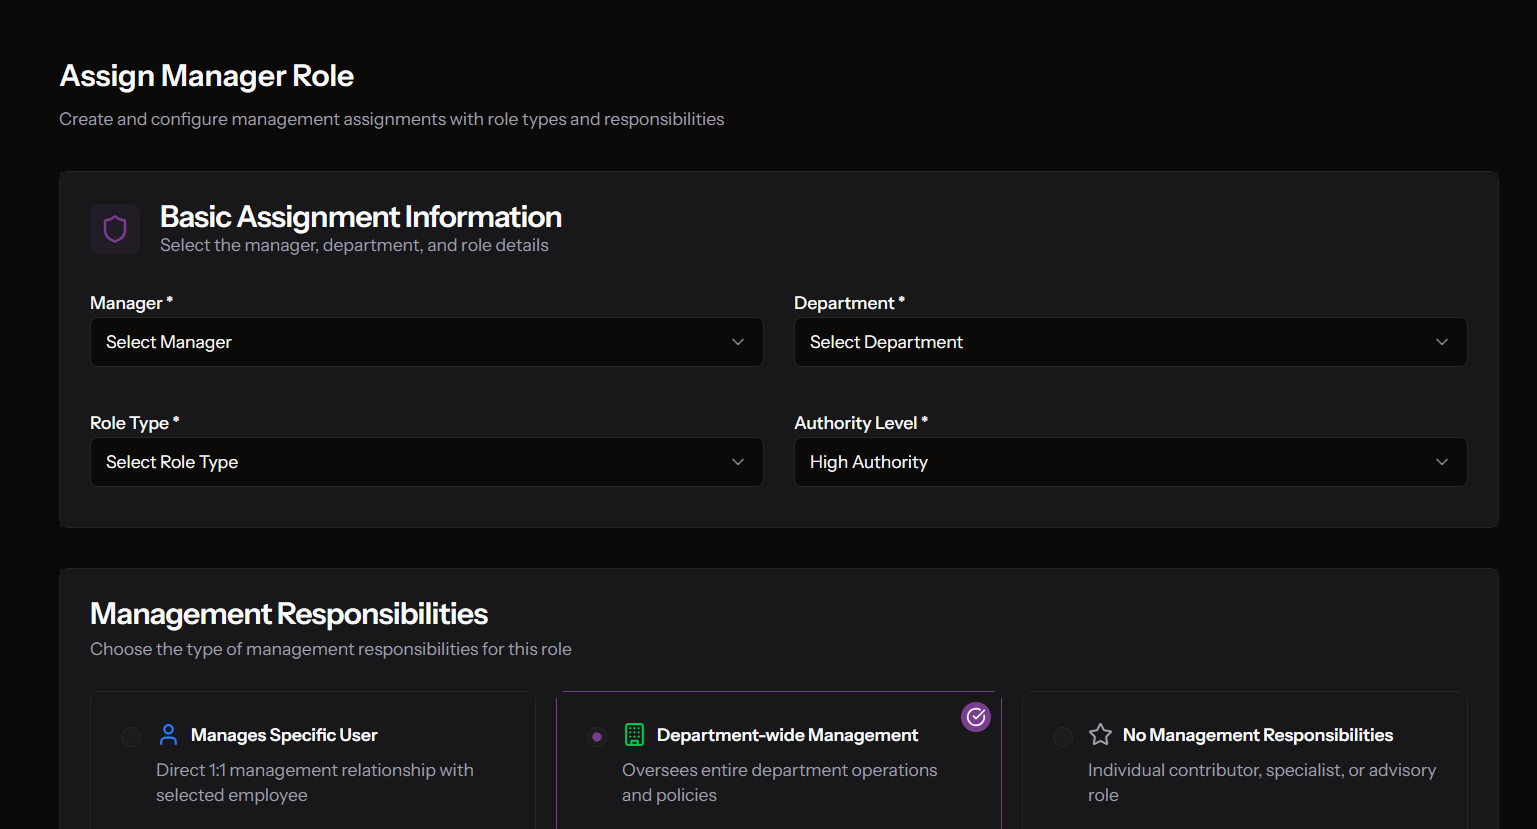 Assign Manager Role
Create and configure management assignments with role types and responsibilities
Basic Assignment Information
Select the manager, department, and role details
Manager *
Department *
Select Manager
Select Department
Role Type *
Authority Level *
Select Role Type
High Authority
Management Responsibilities
Choose the type of management responsibilities for this role
Manages Specific User
Direct 1:1 management relationship with
selected employee
Department-wide Management
Oversees entire department operations
and policies
No Management Responsibilities
Individual contributor, specialist, or advisory
role